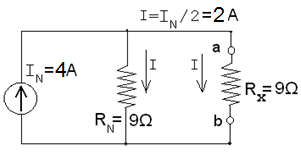 I=I_N/2=2A
a
I_N=4A
I
I
R_N= 9Ω
R_x=9Ω
b